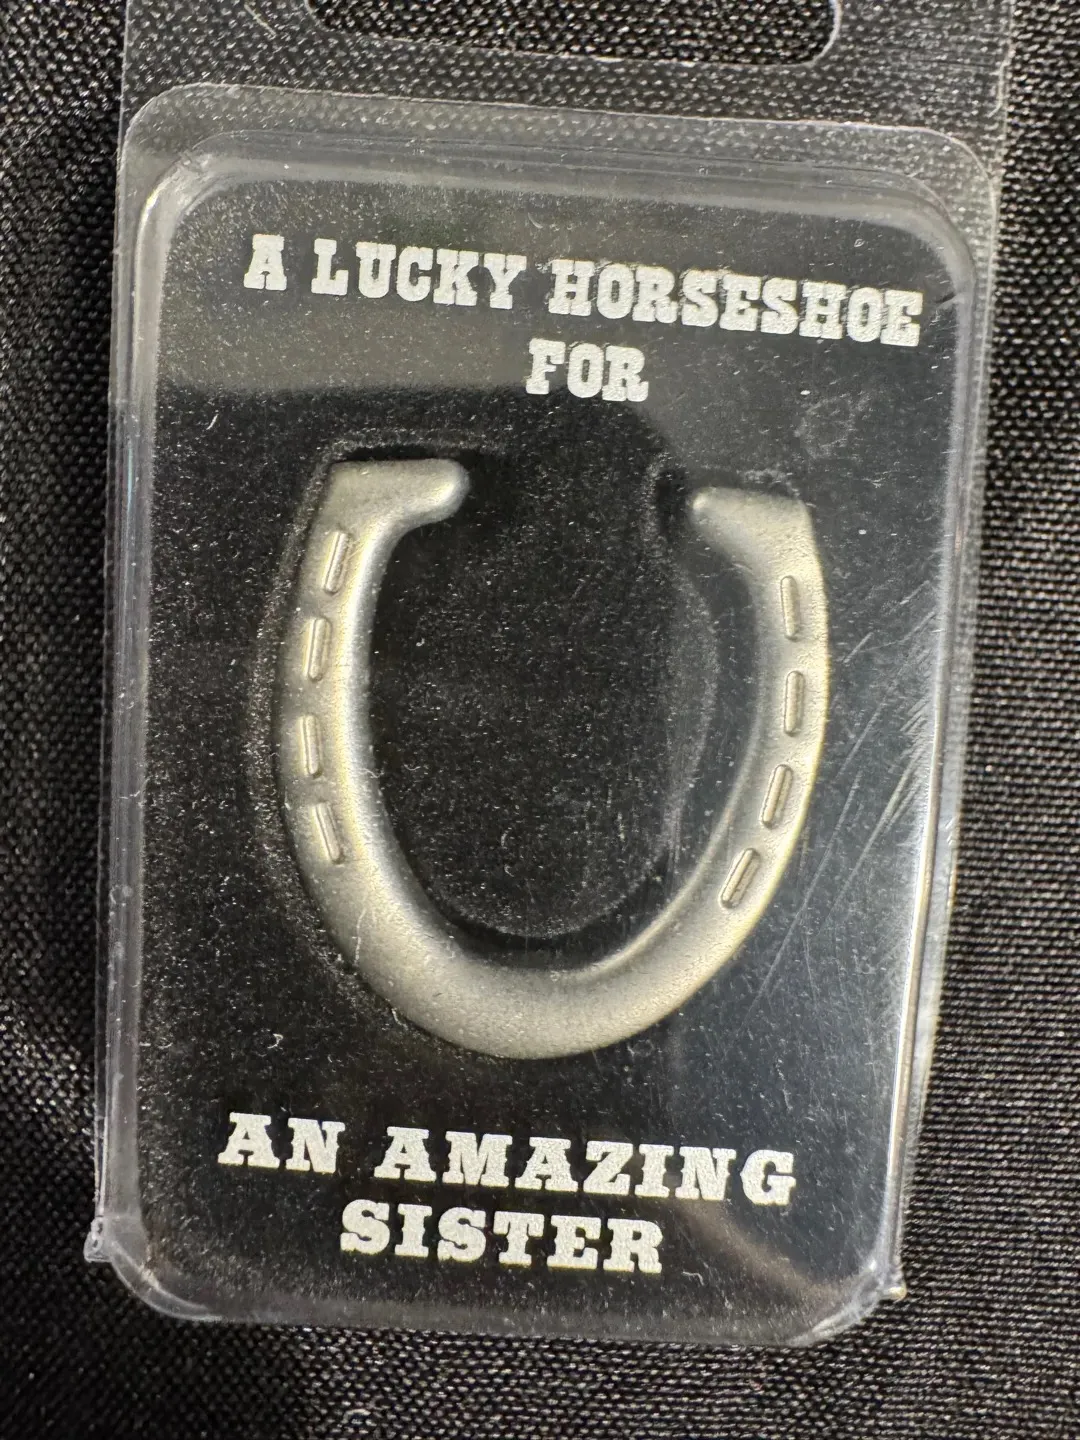 A LUCKY HORSESHOE
FOR
AN AMAZING
SISTER